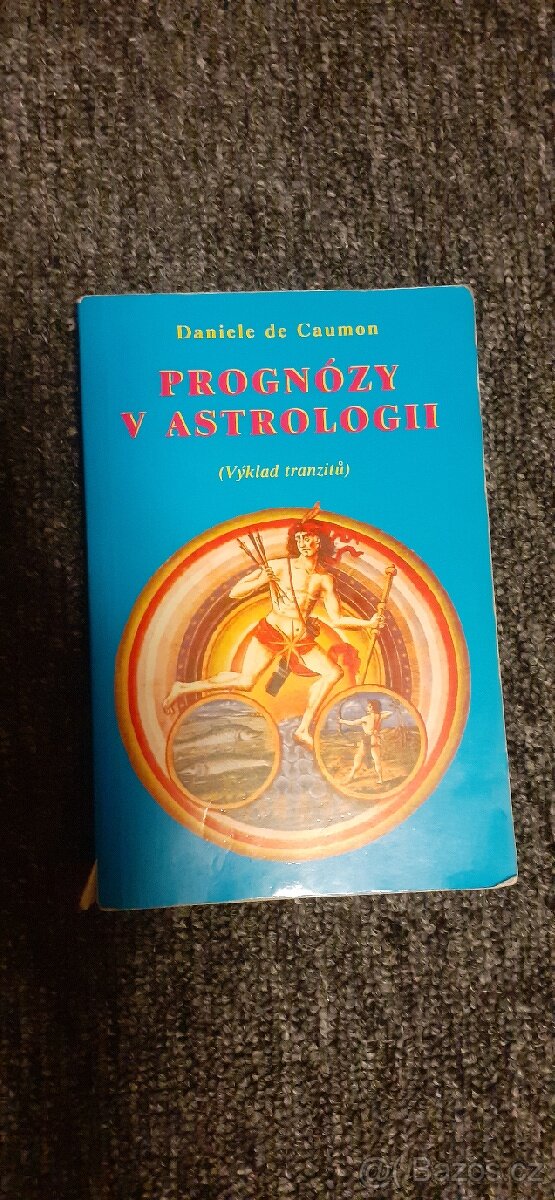 Daniele de Caumon
PROGNÓZY
V ASTROLOGII
(Výklad tranzitů)
Bazos.cz